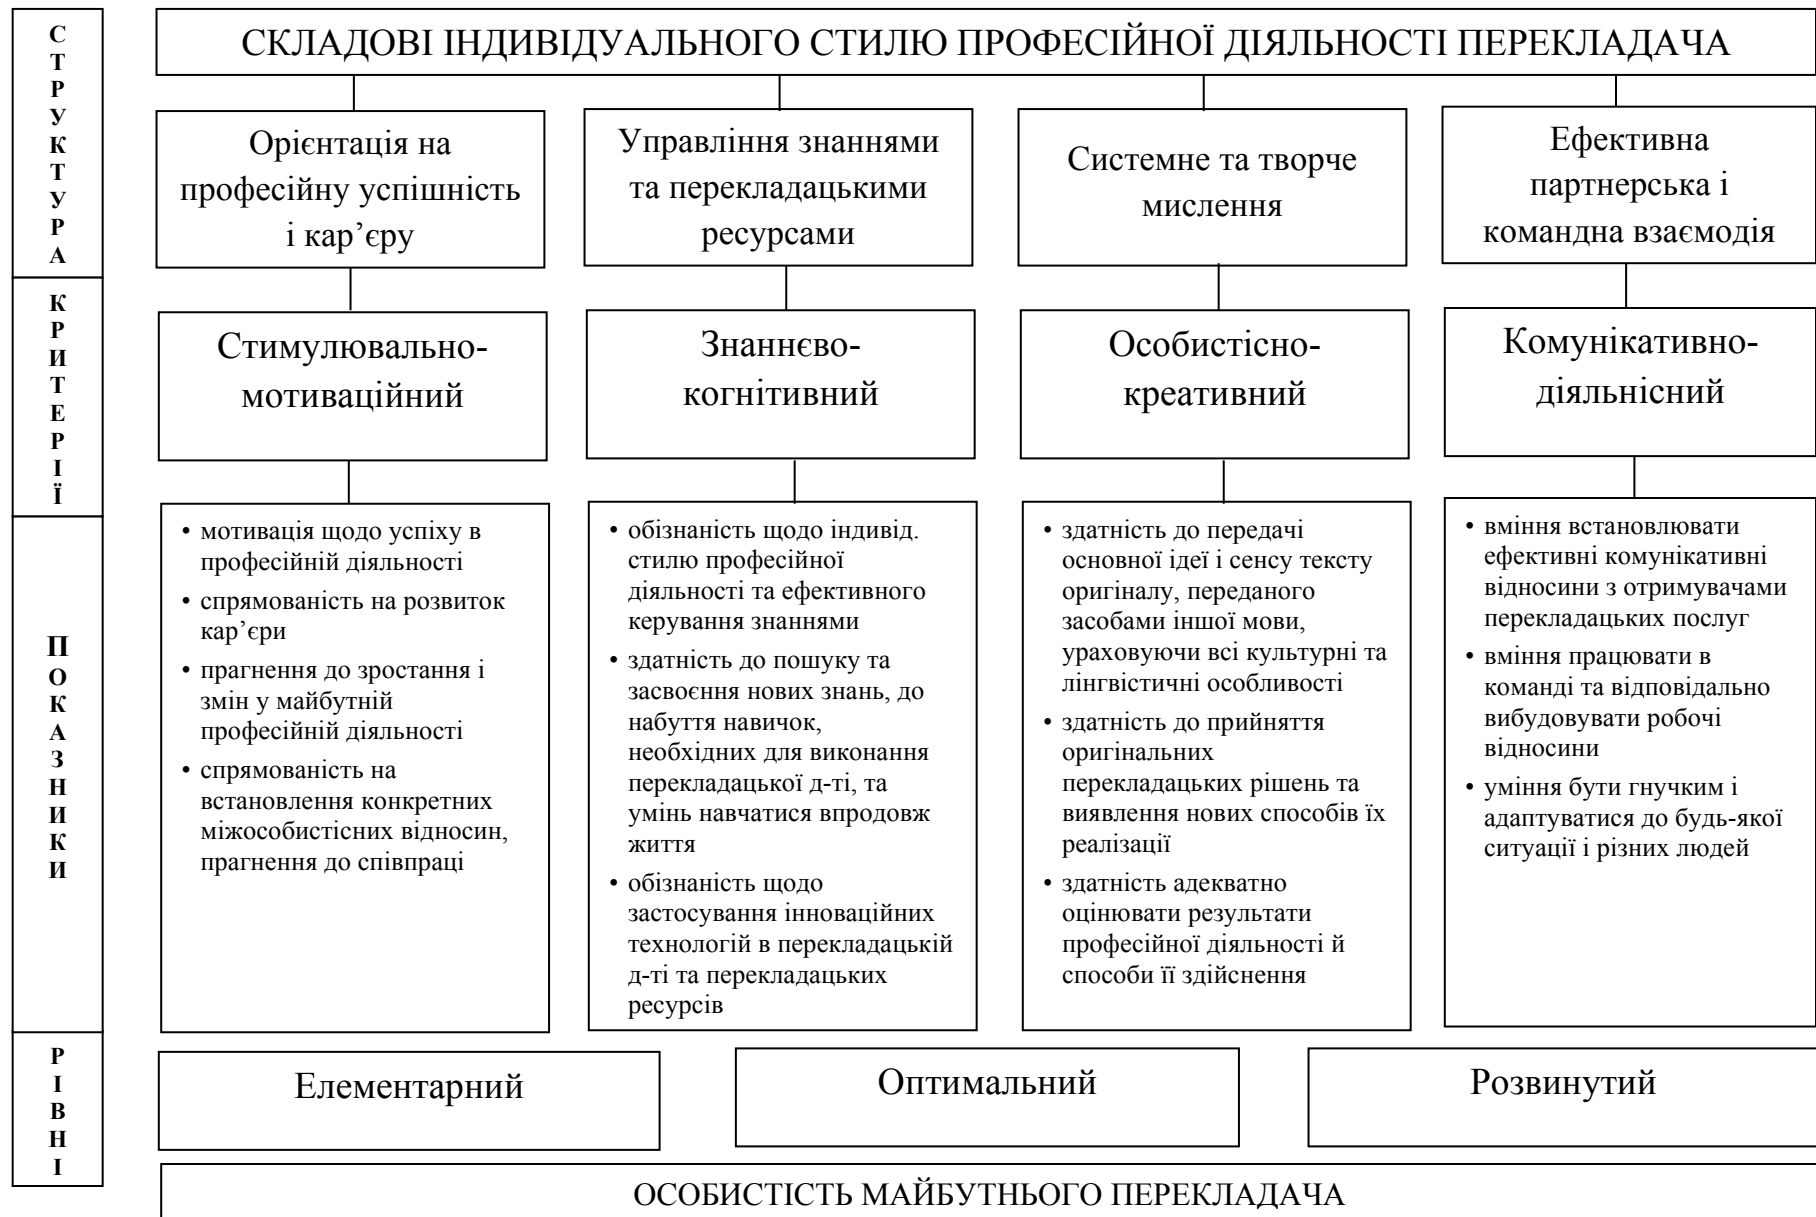 СТРУКТУРА
СКЛАДОВІ ІНДИВІДУАЛЬНОГО СТИЛЮ ПРОФЕСІЙНОЇ ДІЯЛЬНОСТІ ПЕРЕКЛАДАЧА
Орієнтація на
професійну успішність
і кар’єру
Управління знаннями
та перекладацькими
ресурсами
Системне та творче
мислення
Ефективна
партнерська і
командна взаємодія
КРИТЕРІЇ
Стимулювально-
мотиваційний
Знаннєво-
когнітивний
Особистісно-
креативний
Комунікативно-
діяльнісний
ПОКАЗНИКИ
• мотивація щодо успіху в
професійній діяльності
• спрямованість на розвиток
кар’єри
• прагнення до зростання і
змін у майбутній
професійній діяльності
• спрямованість на
встановлення конкретних
міжособистісних відносин,
прагнення до співпраці
• обізнаність щодо індивід.
стилю професійної
діяльності та ефективного
керування знаннями
• здатність до пошуку та
засвоєння нових знань, до
набуття навичок,
необхідних для виконання
перекладацької д-ті, та
умінь навчатися впродовж
життя
• обізнаність щодо
застосування інноваційних
технологій в перекладацькій
д-ті та перекладацьких
ресурсів
• здатність до передачі
основної ідеї і сенсу тексту
оригіналу, переданого
засобами іншої мови,
ураховуючи всі культурні та
лінгвістичні особливості
• здатність до прийняття
оригінальних
перекладацьких рішень та
виявлення нових способів їх
реалізації
• здатність адекватно
оцінювати результати
професійної діяльності й
способи її здійснення
• вміння встановлювати
ефективні комунікативні
відносини з отримувачами
перекладацьких послуг
• вміння працювати в
команді та відповідально
вибудовувати робочі
відносини
• уміння бути гнучким і
адаптуватися до будь-якої
ситуації і різних людей
РІВНІ
Елементарний
Оптимальний
Розвинутий
ОСОБИСТІСТЬ МАЙБУТНЬОГО ПЕРЕКЛАДАЧА